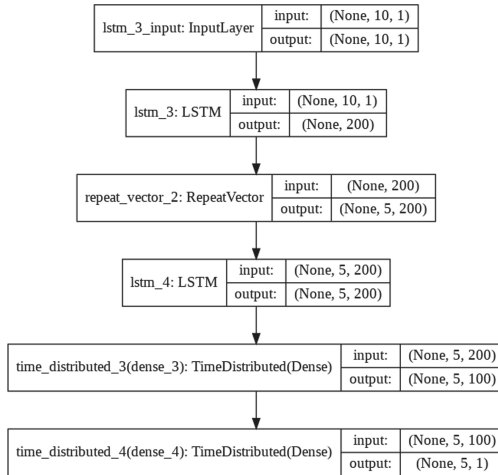 lstm_3_input: InputLayer
input: (None, 10, 1)
output: (None, 10, 1)
lstm_3: LSTM
input: (None, 10, 1)
output: (None, 200)
repeat_vector_2: RepeatVector
input: (None, 200)
output: (None, 5, 200)
lstm_4: LSTM
input: (None, 5, 200)
output: (None, 5, 200)
time_distributed_3(dense_3): TimeDistributed(Dense)
input: (None, 5, 200)
output: (None, 5, 100)
time_distributed_4(dense_4): TimeDistributed(Dense)
input: (None, 5, 100)
output: (None, 5, 1)